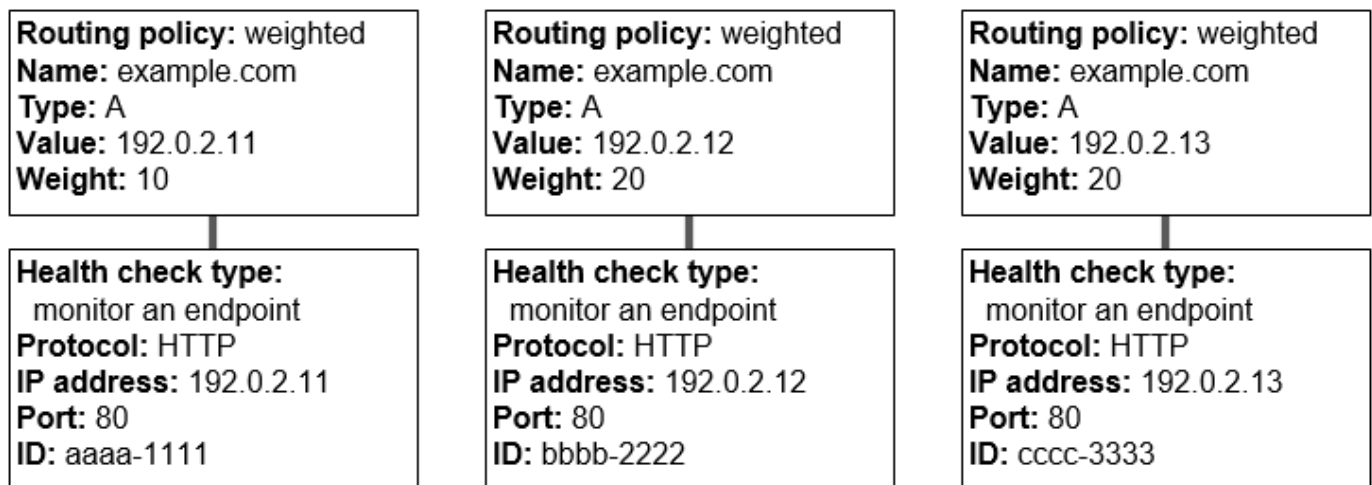 Routing policy: weighted
Name: example.com
Type: A
Value: 192.0.2.11
Weight: 10
Health check type:
monitor an endpoint
Protocol: HTTP
IP address: 192.0.2.11
Port: 80
ID: aaaa-1111
Routing policy: weighted
Name: example.com
Type: A
Value: 192.0.2.12
Weight: 20
Health check type:
monitor an endpoint
Protocol: HTTP
IP address: 192.0.2.12
Port: 80
ID: bbbb-2222
Routing policy: weighted
Name: example.com
Type: A
Value: 192.0.2.13
Weight: 20
Health check type:
monitor an endpoint
Protocol: HTTP
IP address: 192.0.2.13
Port: 80
ID: cccc-3333